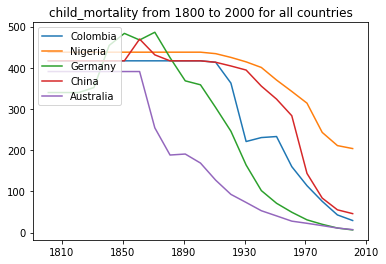 child_mortality from 1800 to 2000 for all countries
500
400
300
200
100
0
Colombia
Nigeria
Germany
China
Australia
1810 1850 1890 1930 1970 2010